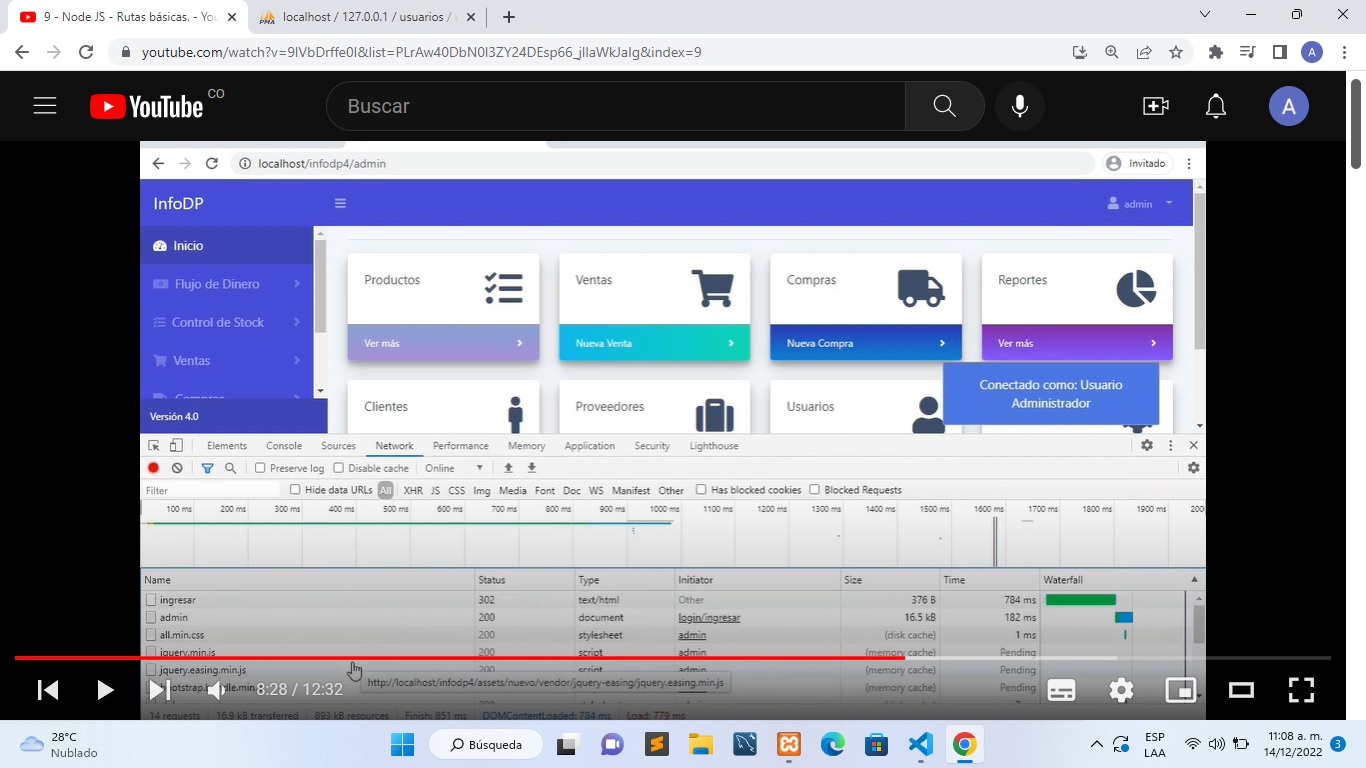 9 - Node JS - Rutas básicas. - You
localhost / 127.0.0.1 / usuarios /
youtube.com/watch?v=9lVbDrffe0I&list=PLrAw40DbN0l3ZY24DEsp66_jIlaWkJaIg&index=9
A
YouTube CO
Buscar
A
localhost/infodp4/admin
Invitado
InfoDP
admin
Inicio
Flujo de Dinero
Control de Stock
Ventas
Compras
Versión 4.0
Productos
Ver más
Ventas
Nueva Venta
Compras
Nueva Compra
Reportes
Ver más
Clientes
Proveedores
Usuarios
Conectado como: Usuario
Administrador
Elements Console Sources Network Performance Memory Application Security Lighthouse
Preserve log Disable cache Online
Filter Hide data URLs All XHR JS CSS Img Media Font Doc WS Manifest Other Has blocked cookies Blocked Requests
100 ms 200 ms 300 ms 400 ms 500 ms 600 ms 700 ms 800 ms 900 ms 1000 ms 1100 ms 1200 ms 1300 ms 1400 ms 1500 ms 1600 ms 1700 ms 1800 ms 1900 ms 200
Name Status Type Initiator Size Time Waterfall
ingresar 302 text/html Other 376 B 784 ms
admin 200 document login/ingresar 16.5 kB 182 ms
all.min.css 200 stylesheet admin (disk cache) 1 ms
jquery.min.js 200 script admin (memory cache) Pending
jquery.easing.min.js 200 script admin (memory cache) Pending
bootstrap.bundle.min (memory cache) Pending
http://localhost/infodp4/assets/nuevo/vendor/jquery-easing/jquery.easing.min.js
8:28 / 12:32
14 requests 16.9 kB transferred 893 kB resources Finish: 851 ms DOMContentLoaded: 784 ms Load: 779 ms
28°C
Nublado
Búsqueda
ESP
LAA
11:08 a. m.
14/12/2022
3